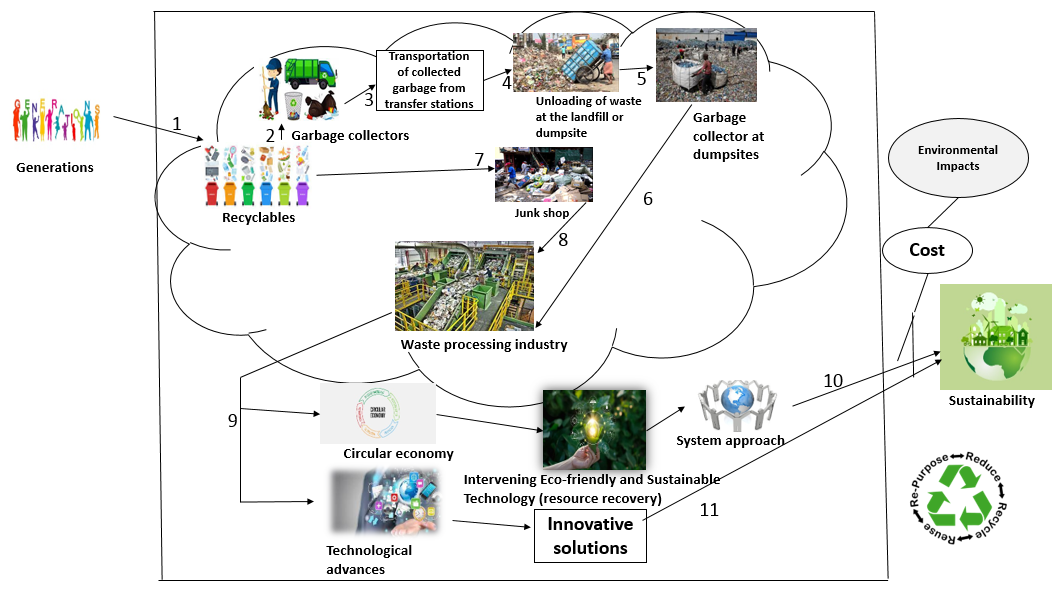 GENERATIONS
Generations
1
2
Garbage collectors
3
Transportation
of collected
garbage from
transfer stations
4
Unloading of waste
at the landfill or
dumpsite
5
Garbage
collector at
dumpsites
Recyclables
7
Junk shop
8
6
Waste processing industry
9
CIRCULAR
ECONOMY
Circular economy
Intervening Eco-friendly and Sustainable
Technology (resource recovery)
System approach
10
Technological
advances
Innovative
solutions
11
Environmental
Impacts
Cost
Sustainability
Re-Purpose
Reduce
Recycle
Reuse